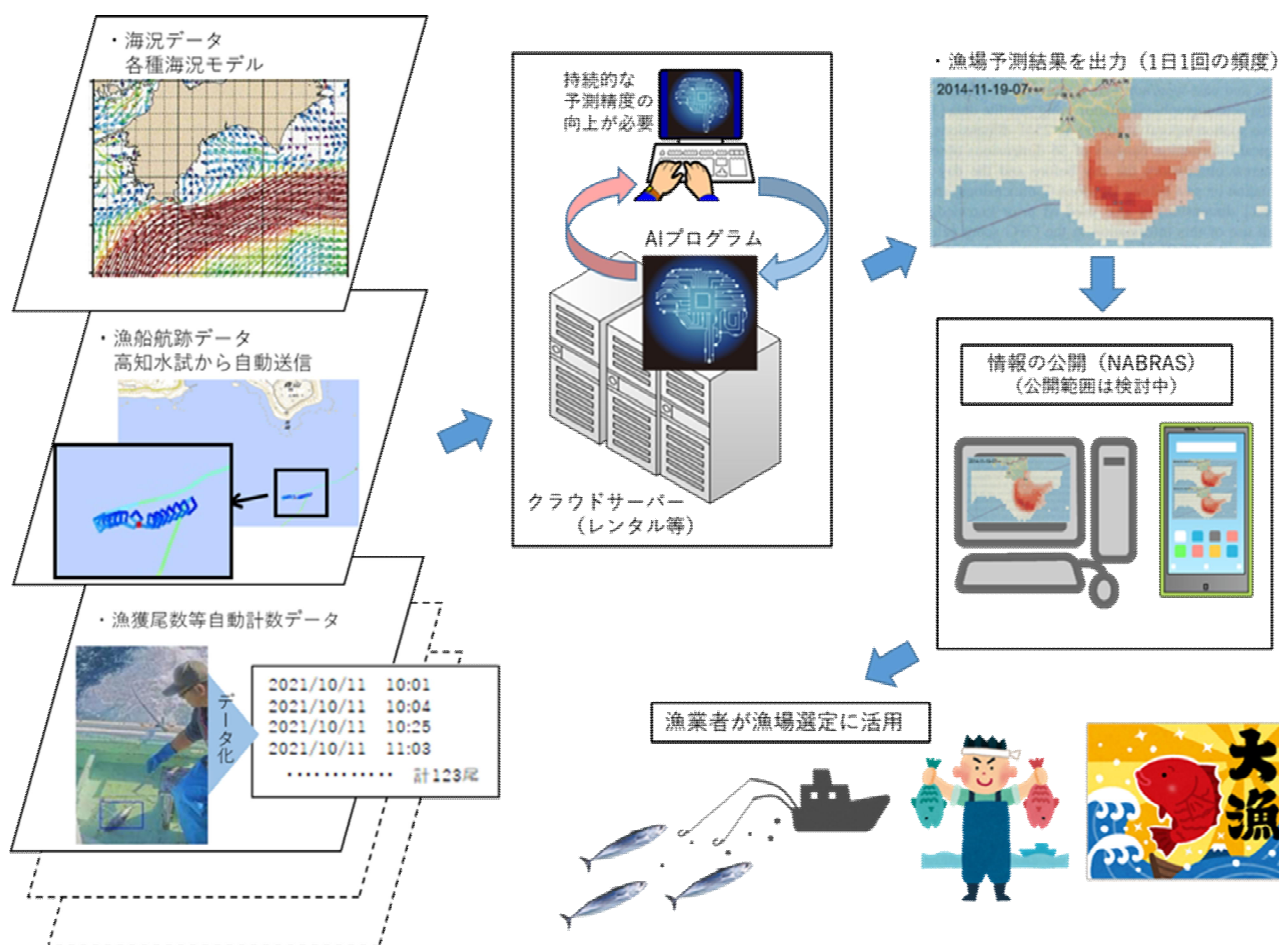 ・海況データ
各種海況モデル
・漁船航跡データ
高知水試から自動送信
・漁獲尾数等自動計数データ
データ化
2021/10/11 10:01
2021/10/11 10:04
2021/10/11 10:25
2021/10/11 11:03
............ 計123尾
持続的な
予測精度の
向上が必要
AIプログラム
クラウドサーバー
（レンタル等）
・漁場予測結果を出力（1日1回の頻度）
2014-11-19-07
情報の公開（NABRAS）
（公開範囲は検討中）
漁業者が漁場選定に活用
大漁